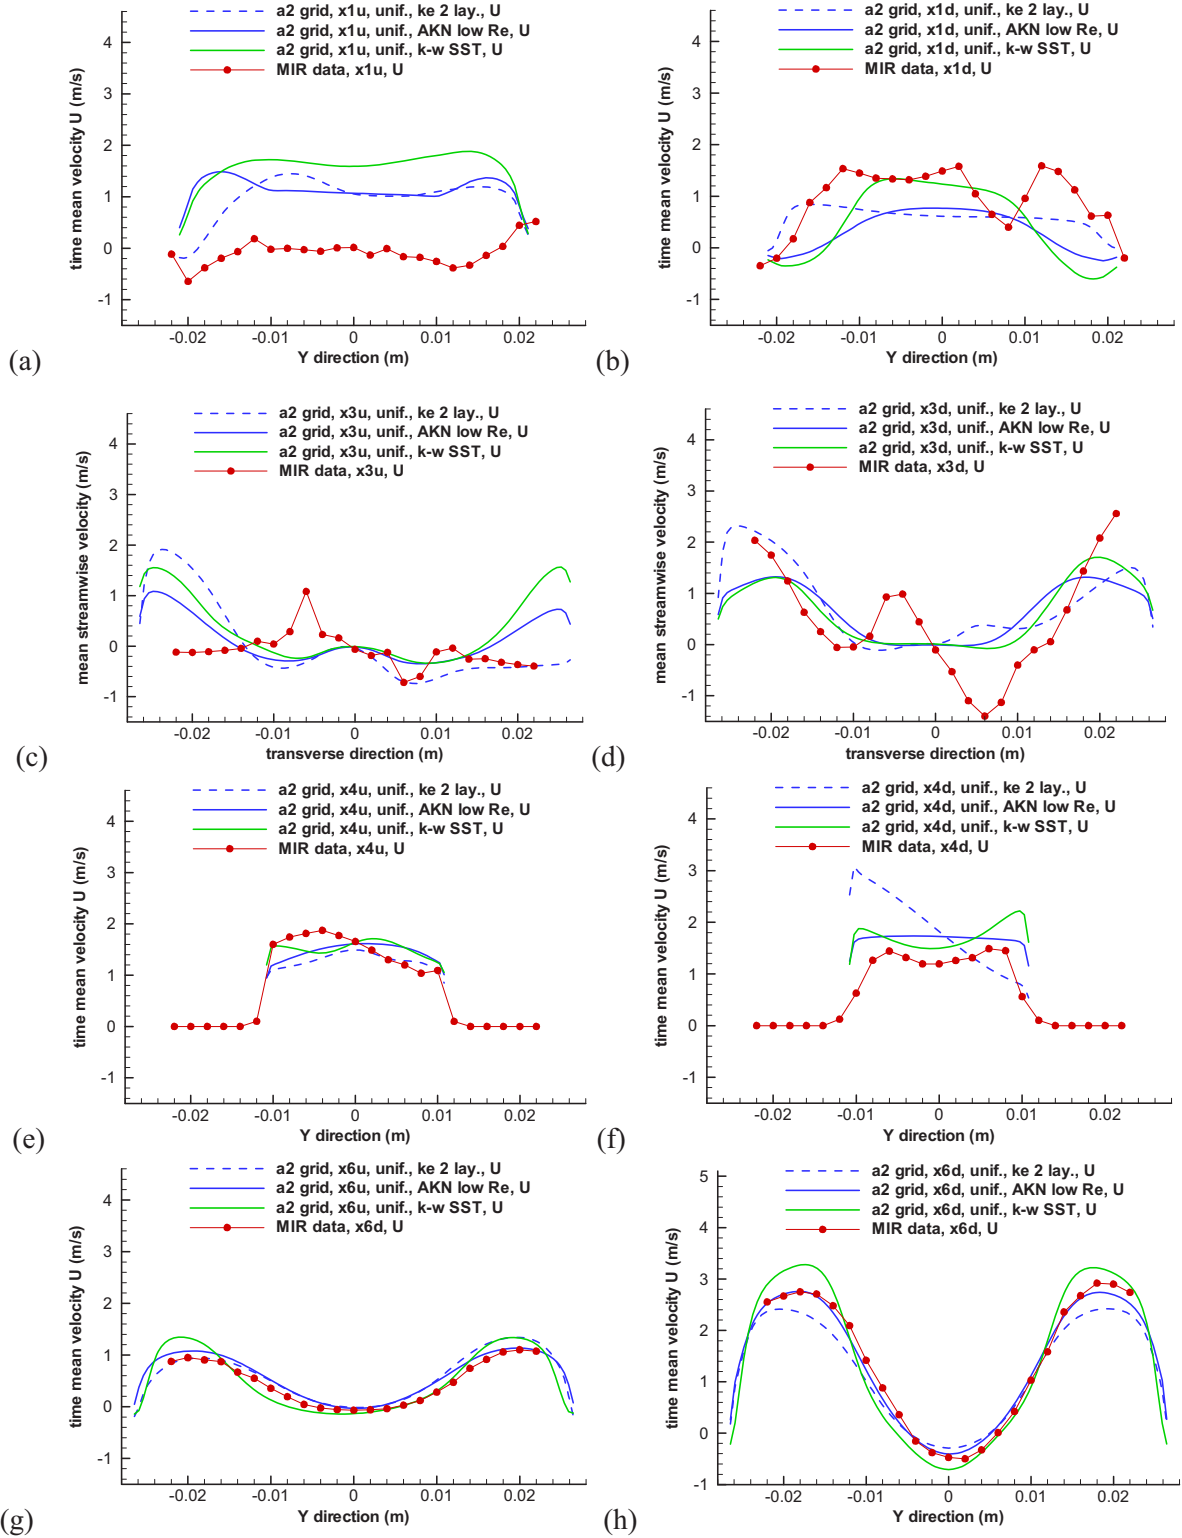 a2 grid, x1u, unif., ke 2 lay., U
a2 grid, x1u, unif., AKN low Re, U
a2 grid, x1u, unif., k-w SST, U
MIR data, x1u, U
time mean velocity U (m/s)
4
3
2
1
0
-1
-0.02 -0.01 0 0.01 0.02
Y direction (m)
(a)
a2 grid, x1d, unif., ke 2 lay., U
a2 grid, x1d, unif., AKN low Re, U
a2 grid, x1d, unif., k-w SST, U
MIR data, x1d, U
time mean velocity U (m/s)
4
3
2
1
0
-1
-0.02 -0.01 0 0.01 0.02
Y direction (m)
(b)
a2 grid, x3u, unif., ke 2 lay., U
a2 grid, x3u, unif., AKN low Re, U
a2 grid, x3u, unif., k-w SST, U
MIR data, x3u, U
mean streamwise velocity (m/s)
4
3
2
1
0
-1
-0.02 -0.01 0 0.01 0.02
transverse direction (m)
(c)
a2 grid, x3d, unif., ke 2 lay., U
a2 grid, x3d, unif., AKN low Re, U
a2 grid, x3d, unif., k-w SST, U
MIR data, x3d, U
mean streamwise velocity (m/s)
4
3
2
1
0
-1
-0.02 -0.01 0 0.01 0.02
transverse direction (m)
(d)
a2 grid, x4u, unif., ke 2 lay., U
a2 grid, x4u, unif., AKN low Re, U
a2 grid, x4u, unif., k-w SST, U
MIR data, x4u, U
time mean velocity U (m/s)
4
3
2
1
0
-1
-0.02 -0.01 0 0.01 0.02
Y direction (m)
(e)
a2 grid, x4d, unif., ke 2 lay., U
a2 grid, x4d, unif., AKN low Re, U
a2 grid, x4d, unif., k-w SST, U
MIR data, x4d, U
time mean velocity U (m/s)
4
3
2
1
0
-1
-0.02 -0.01 0 0.01 0.02
Y direction (m)
(f)
a2 grid, x6u, unif., ke 2 lay., U
a2 grid, x6u, unif., AKN low Re, U
a2 grid, x6u, unif., k-w SST, U
MIR data, x6d, U
time mean velocity U (m/s)
4
3
2
1
0
-1
-0.02 -0.01 0 0.01 0.02
Y direction (m)
(g)
a2 grid, x6d, unif., ke 2 lay., U
a2 grid, x6d, unif., AKN low Re, U
a2 grid, x6d, unif., k-w SST, U
MIR data, x6d, U
time mean velocity U (m/s)
5
4
3
2
1
0
-1
-0.02 -0.01 0 0.01 0.02
Y direction (m)
(h)